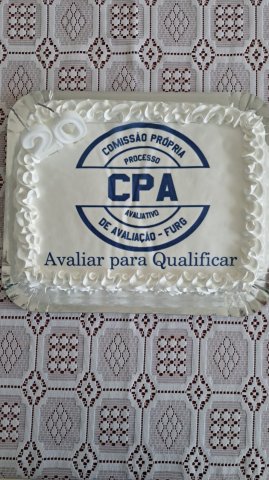 20
COMISSÃO PRÓPRIA
PROCESSO
CPA
AVALIATIVO
DE AVALIAÇÃO - FURG
Avaliar para Qualificar